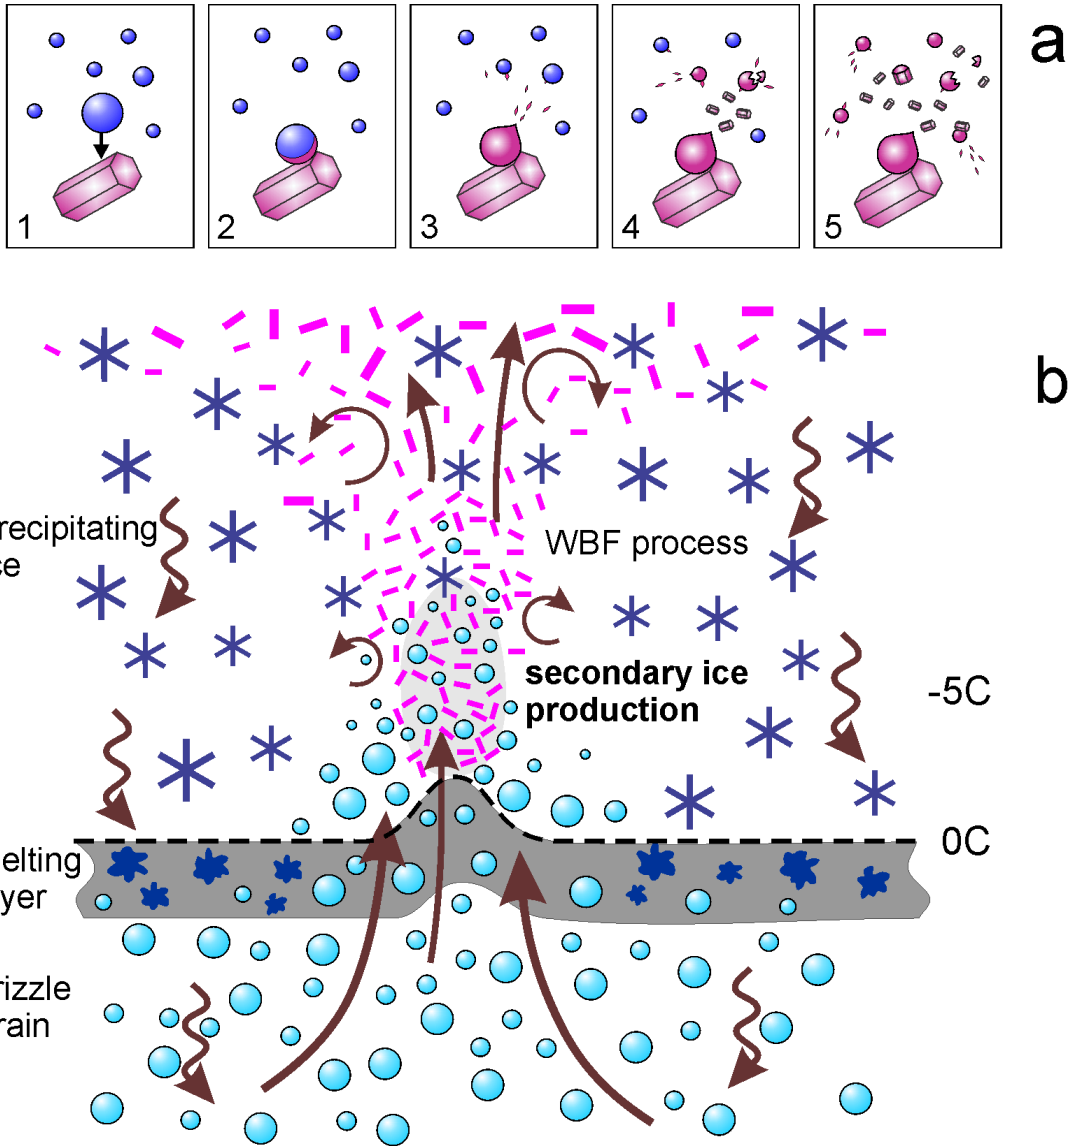 a
1
2
3
4
5
b
recipitating
ce
WBF process
secondary ice
production
-5C
0C
elting
yer
rizzle
rain